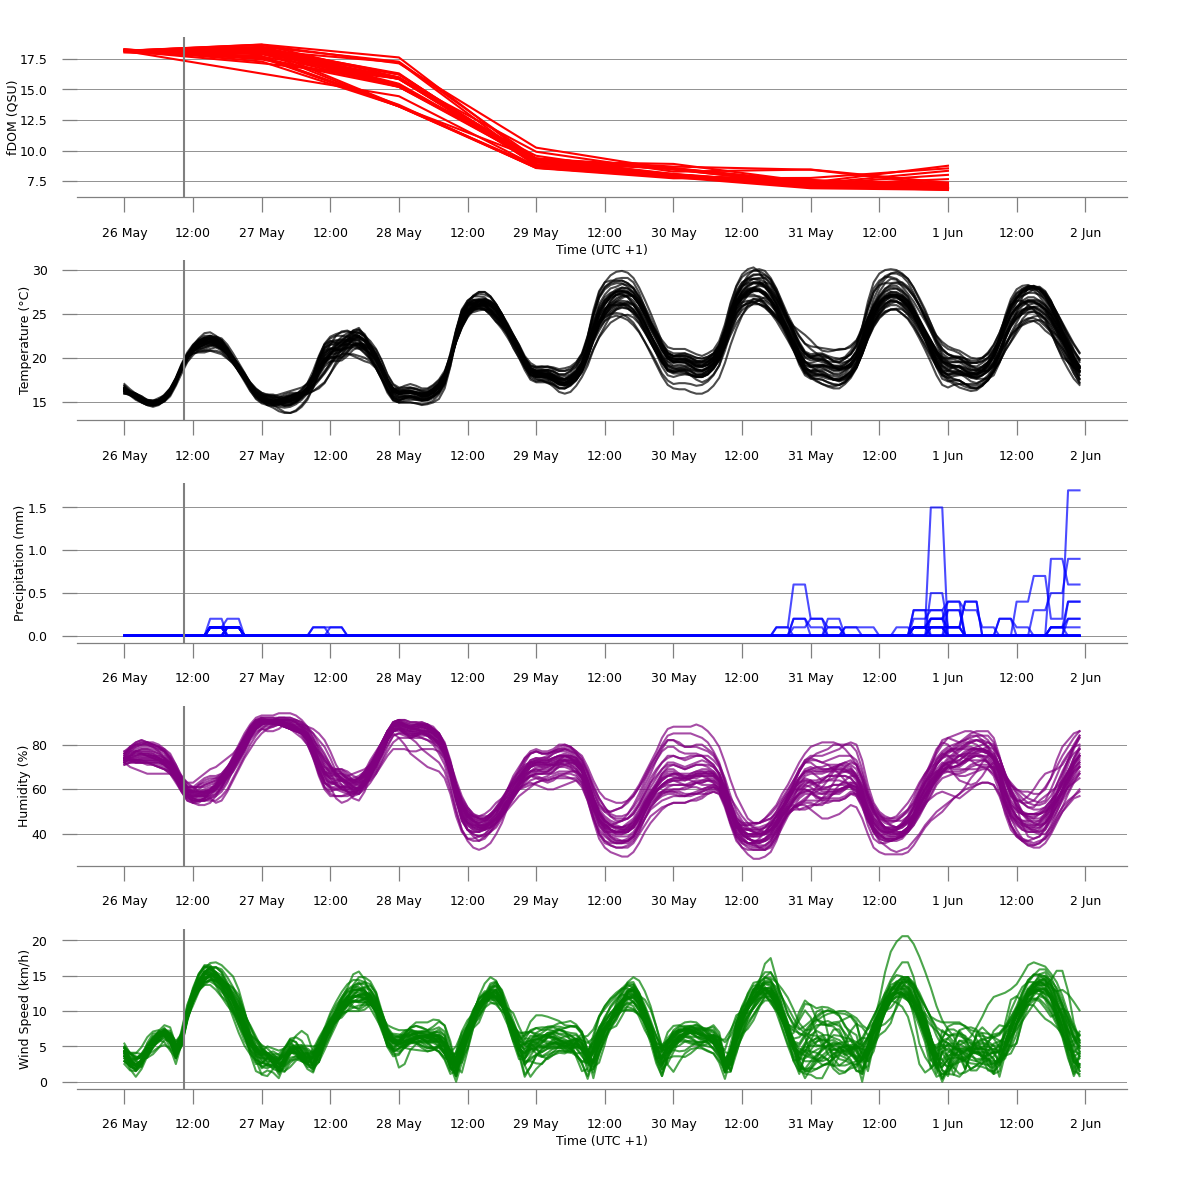 fDOM (QSU)
17.5
15.0
12.5
10.0
7.5
26 May 12:00 27 May 12:00 28 May 12:00 29 May 12:00 30 May 12:00 31 May 12:00 1 Jun 12:00 2 Jun
Time (UTC +1)
Temperature (°C)
30
25
20
15
26 May 12:00 27 May 12:00 28 May 12:00 29 May 12:00 30 May 12:00 31 May 12:00 1 Jun 12:00 2 Jun
Precipitation (mm)
1.5
1.0
0.5
0.0
26 May 12:00 27 May 12:00 28 May 12:00 29 May 12:00 30 May 12:00 31 May 12:00 1 Jun 12:00 2 Jun
Humidity (%)
80
60
40
26 May 12:00 27 May 12:00 28 May 12:00 29 May 12:00 30 May 12:00 31 May 12:00 1 Jun 12:00 2 Jun
Wind Speed (km/h)
20
15
10
5
0
26 May 12:00 27 May 12:00 28 May 12:00 29 May 12:00 30 May 12:00 31 May 12:00 1 Jun 12:00 2 Jun
Time (UTC +1)